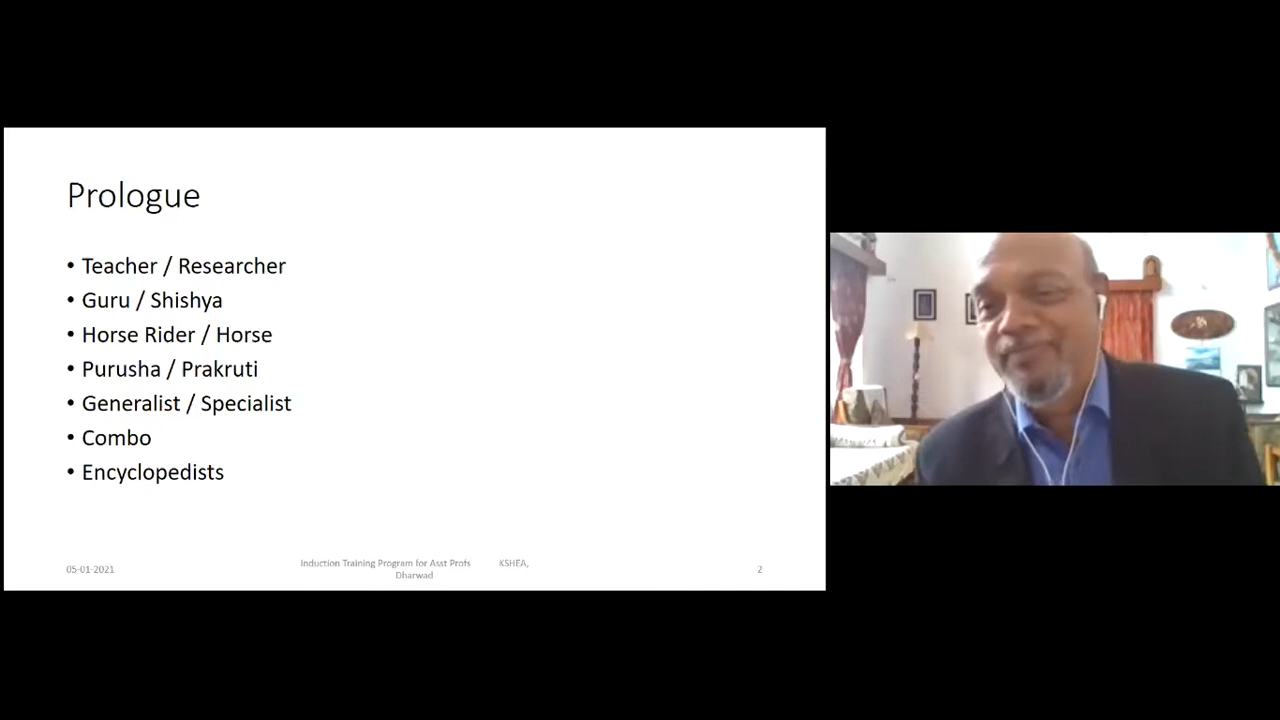 Prologue
• Teacher / Researcher
• Guru / Shishya
• Horse Rider / Horse
• Purusha / Prakruti
• Generalist / Specialist
• Combo
• Encyclopedists
05-01-2021
Induction Training Program for Asst Profs KSHEA,
Dharwad
2